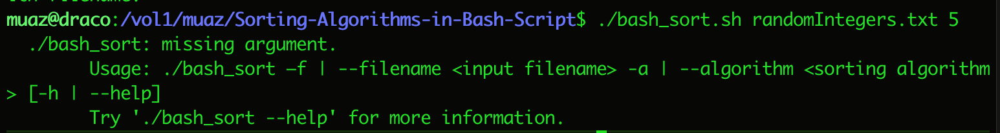 muaz@draco:/vol1/muaz/Sorting-Algorithms-in-Bash-Script$ ./bash_sort.sh randomIntegers.txt 5
./bash_sort: missing argument.
Usage: ./bash_sort –f | --filename <input filename> -a | --algorithm <sorting algorithm
> [-h | --help]
Try './bash_sort --help' for more information.